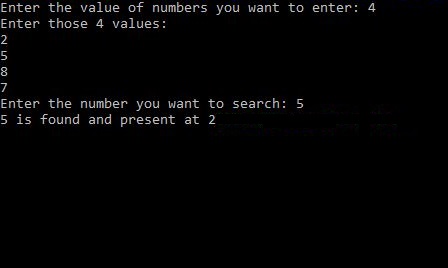 Enter the value of numbers you want to enter: 4
Enter those 4 values:
2
5
8
7
Enter the number you want to search: 5
5 is found and present at 2